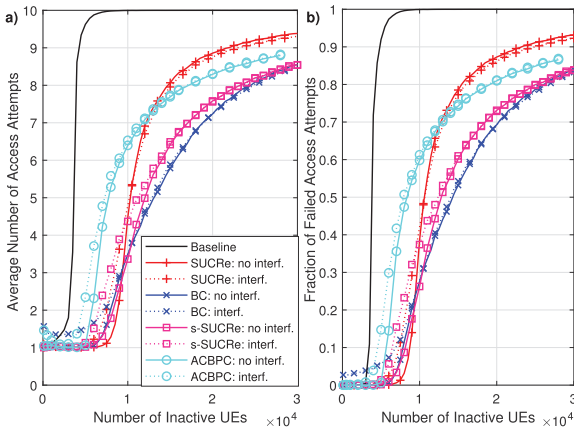 a)
Average Number of Access Attempts
10
9
8
7
6
5
4
3
2
1
0
Baseline
SUCRe: no interf.
SUCRe: interf.
BC: no interf.
BC: interf.
s-SUCRe: no interf.
s-SUCRe: interf.
ACBPC: no interf.
ACBPC: interf.
0 1 2 3
Number of Inactive UEs
×10^4
b)
Fraction of Failed Access Attempts
1
0.9
0.8
0.7
0.6
0.5
0.4
0.3
0.2
0.1
0
0 1 2 3
Number of Inactive UEs
×10^4